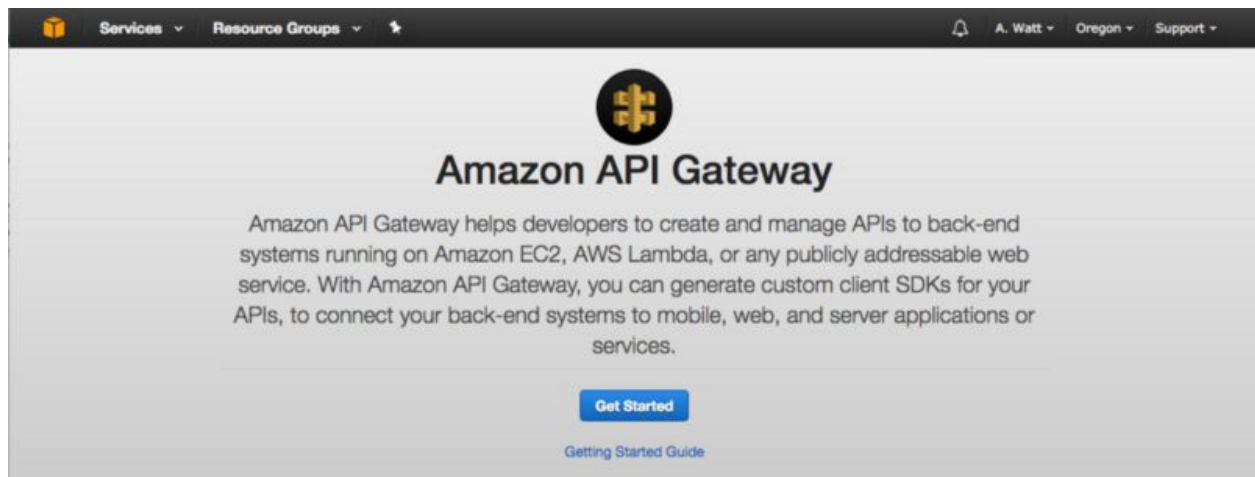 Services Resource Groups A. Watt Oregon Support
Amazon API Gateway
Amazon API Gateway helps developers to create and manage APIs to back-end
systems running on Amazon EC2, AWS Lambda, or any publicly addressable web
service. With Amazon API Gateway, you can generate custom client SDKs for your
APIs, to connect your back-end systems to mobile, web, and server applications or
services.
Get Started
Getting Started Guide